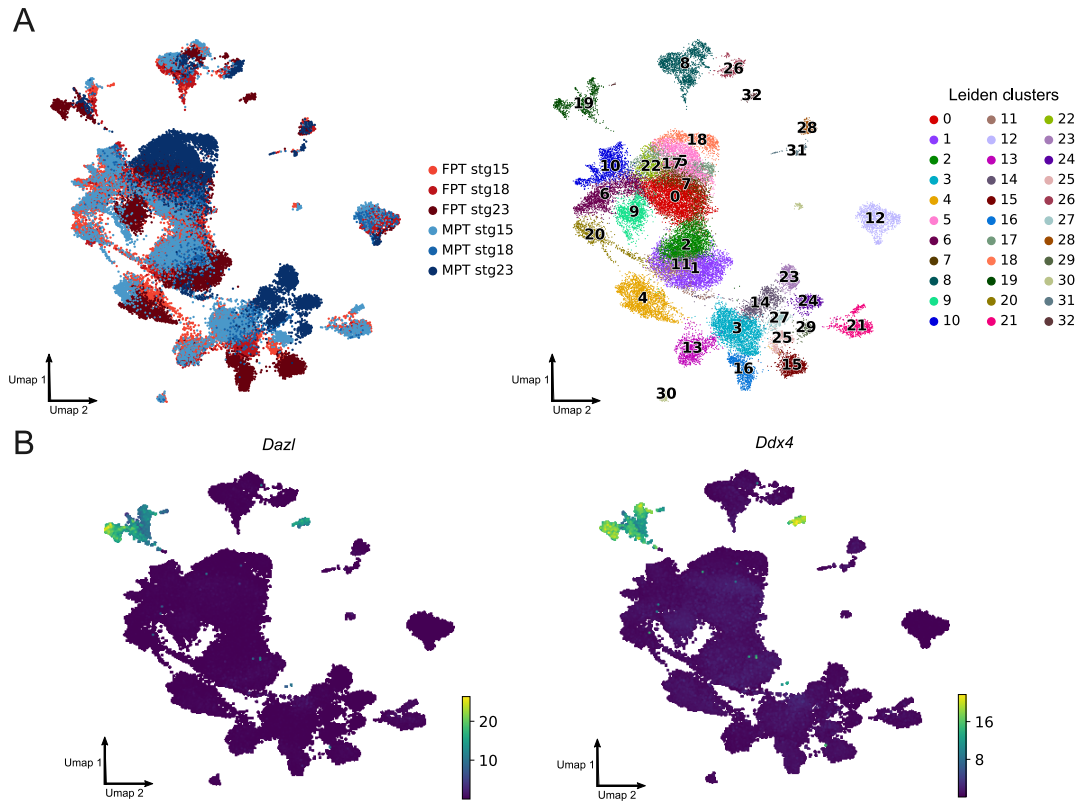 A
FPT stg15
FPT stg18
FPT stg23
MPT stg15
MPT stg18
MPT stg23
Umap 1
Umap 2
8
26
32
19
28
31
18
22
17
5
10
7
6
0
9
12
20
2
11
1
23
4
14
24
27
3
29
21
25
13
16
15
30
Umap 1
Umap 2
Leiden clusters
0 11 22
1 12 23
2 13 24
3 14 25
4 15 26
5 16 27
6 17 28
7 18 29
8 19 30
9 20 31
10 21 32
B
Dazl
Ddx4
20
10
Umap 1
Umap 2
16
8
Umap 1
Umap 2